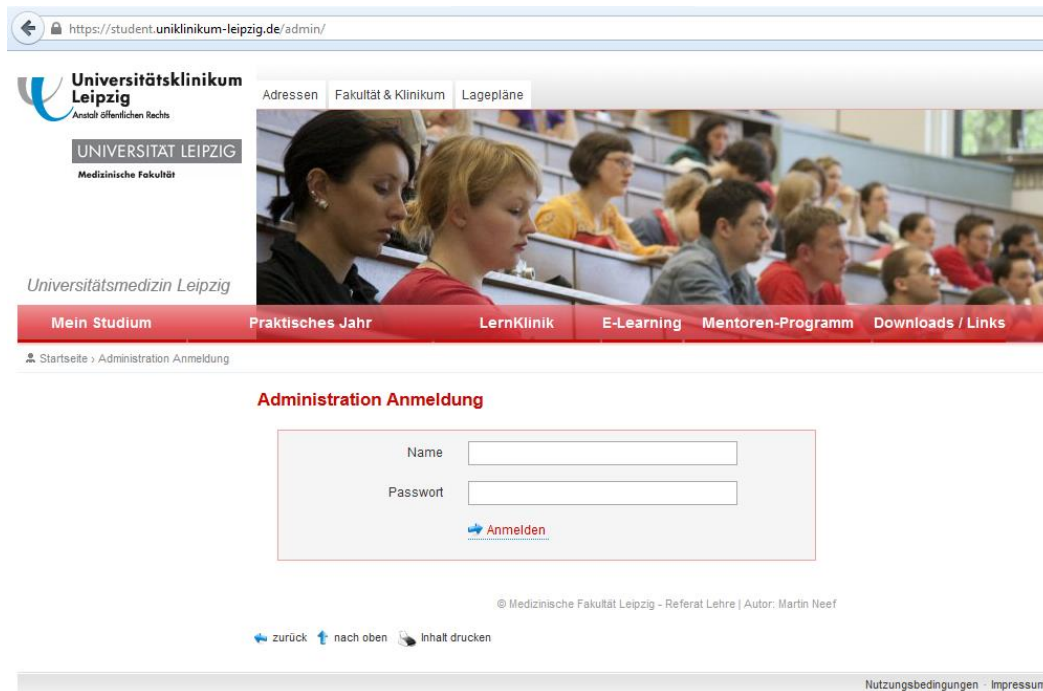 https://student.uniklinikum-leipzig.de/admin/
Universitätsklinikum
Leipzig
Anstalt öffentlichen Rechts
Adressen Fakultät & Klinikum Lagepläne
UNIVERSITÄT LEIPZIG
Medizinische Fakultät
Universitätsmedizin Leipzig
Mein Studium Praktisches Jahr LernKlinik E-Learning Mentoren-Programm Downloads / Links
Startseite › Administration Anmeldung
Administration Anmeldung
Name
Passwort
Anmelden
© Medizinische Fakultät Leipzig - Referat Lehre | Autor: Martin Neef
zurück nach oben Inhalt drucken
Nutzungsbedingungen · Impressum